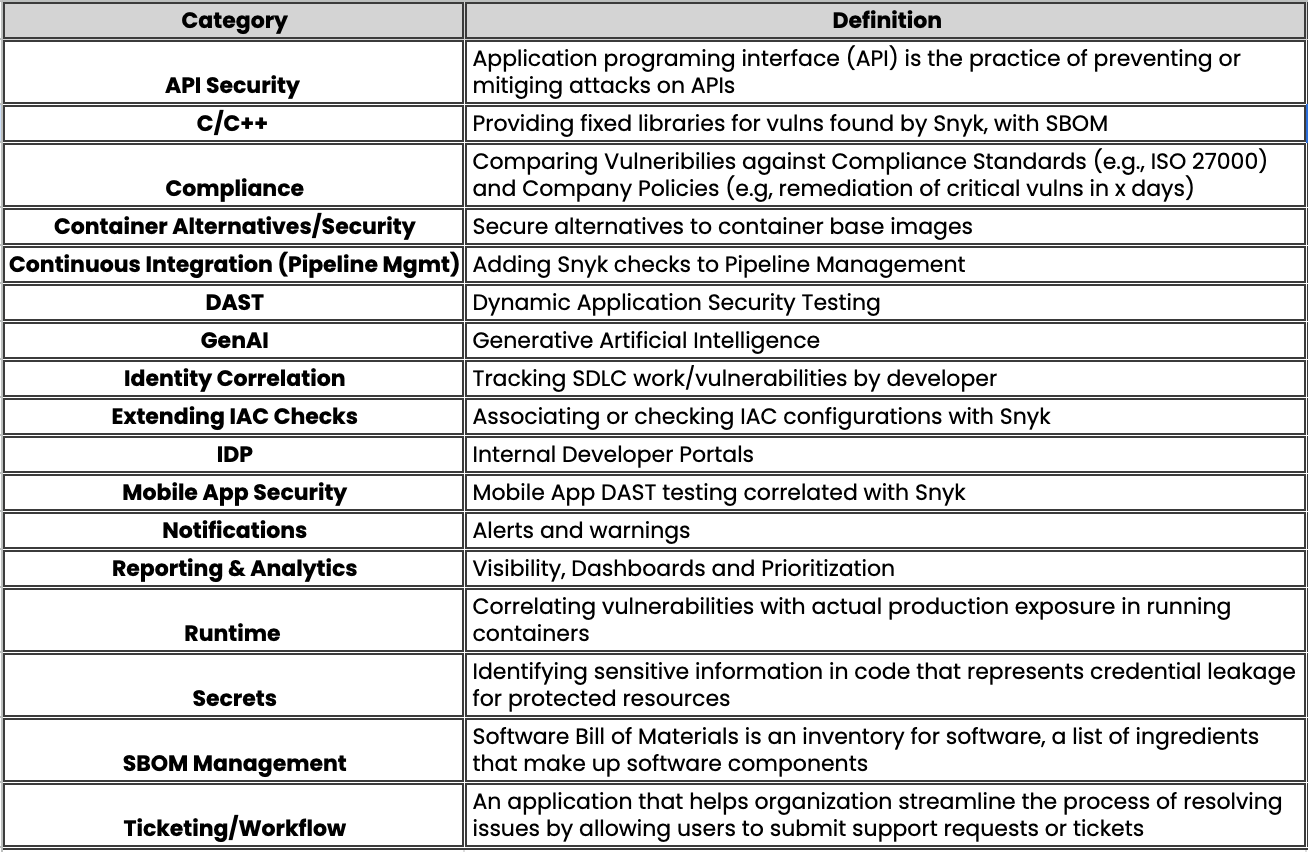 Category Definition
Application programing interface (API) is the practice of preventing or
API Security mitiging attacks on APIs
C/C++ Providing fixed libraries for vulns found by Snyk, with SBOM
Comparing Vulneribilies against Compliance Standards (e.g., ISO 27000)
Compliance and Company Policies (e.g, remediation of critical vulns in x days)
Container Alternatives/Security Secure alternatives to container base images
Continuous Integration (Pipeline Mgmt) Adding Snyk checks to Pipeline Management
DAST Dynamic Application Security Testing
GenAI Generative Artificial Intelligence
Identity Correlation Tracking SDLC work/vulnerabilities by developer
Extending IAC Checks Associating or checking IAC configurations with Snyk
IDP Internal Developer Portals
Mobile App Security Mobile App DAST testing correlated with Snyk
Notifications Alerts and warnings
Reporting & Analytics Visibility, Dashboards and Prioritization
Correlating vulnerabilities with actual production exposure in running
Runtime containers
Identifying sensitive information in code that represents credential leakage
Secrets for protected resources
Software Bill of Materials is an inventory for software, a list of ingredients
SBOM Management that make up software components
An application that helps organization streamline the process of resolving
Ticketing/Workflow issues by allowing users to submit support requests or tickets